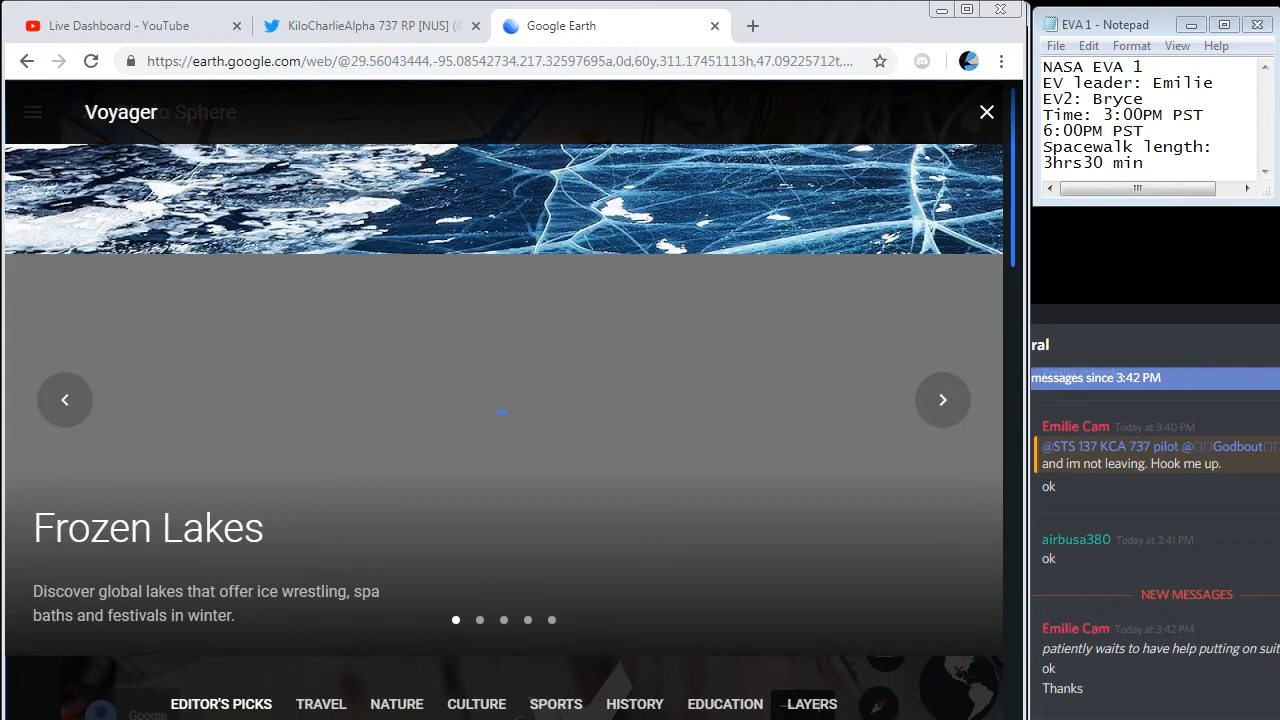 Live Dashboard - YouTube
KiloCharlieAlpha 737 RP [NUS] (
Google Earth
https://earth.google.com/web/@29.56043444,-95.08542734,217.32597695a,0d,60y,311.17451113h,47.09225712t,...
Voyager
o Sphere
Frozen Lakes
Discover global lakes that offer ice wrestling, spa
baths and festivals in winter.
Google
EDITOR'S PICKS TRAVEL NATURE CULTURE SPORTS HISTORY EDUCATION LAYERS
EVA 1 - Notepad
File Edit Format View Help
NASA EVA 1
EV leader: Emilie
EV2: Bryce
Time: 3:00PM PST
6:00PM PST
Spacewalk length:
3hrs30 min
ral
messages since 3:42 PM
Emilie Cam Today at 3:40 PM
@STS 137 KCA 737 pilot @□□Godbout□
and im not leaving. Hook me up.
ok
airbusa380 Today at 3:41 PM
ok
NEW MESSAGES
Emilie Cam Today at 3:42 PM
patiently waits to have help putting on suit
ok
Thanks